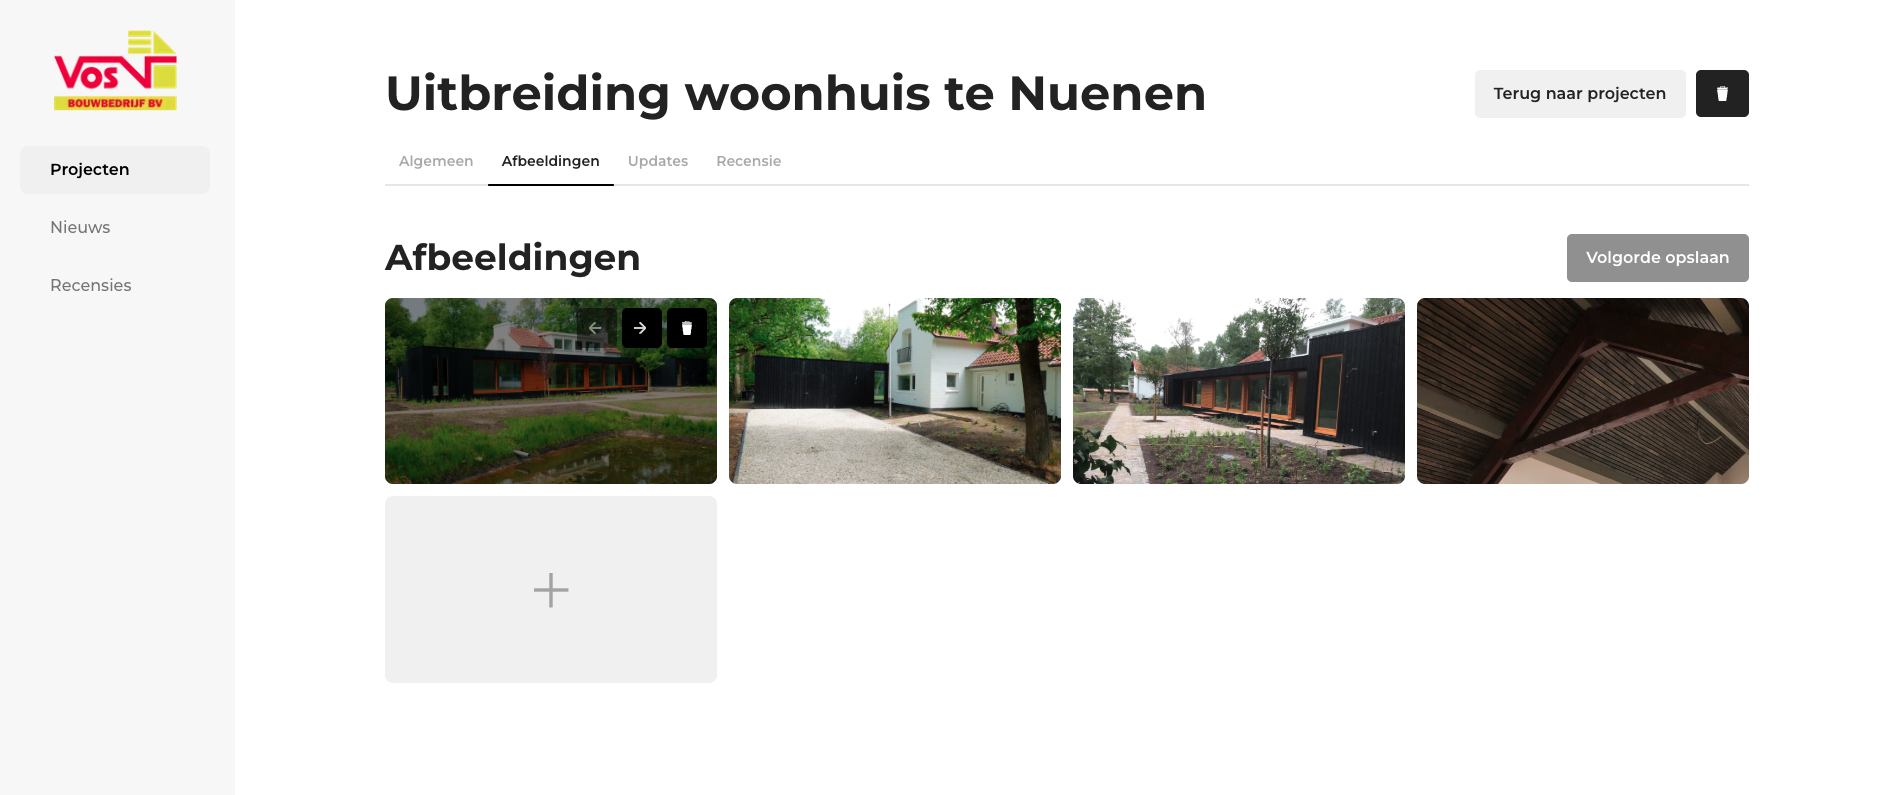 Vos
BOUWBEDRIJF BV
Projecten
Nieuws
Recensies
Uitbreiding woonhuis te Nuenen
Terug naar projecten
Algemeen
Afbeeldingen
Updates
Recensie
Afbeeldingen
Volgorde opslaan